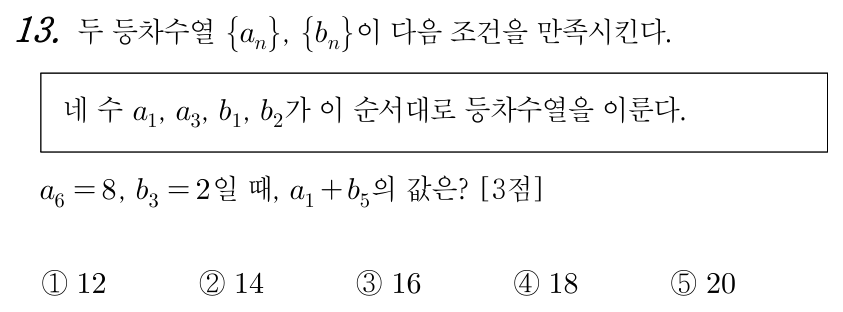 13. 두 등차수열 {aₙ}, {bₙ}이 다음 조건을 만족시킨다.
네 수 a₁, a₃, b₁, b₂가 이 순서대로 등차수열을 이룬다.
a₆ = 8, b₃ = 2일 때, a₁ + b₅의 값은? [3점]
① 12 ② 14 ③ 16 ④ 18 ⑤ 20